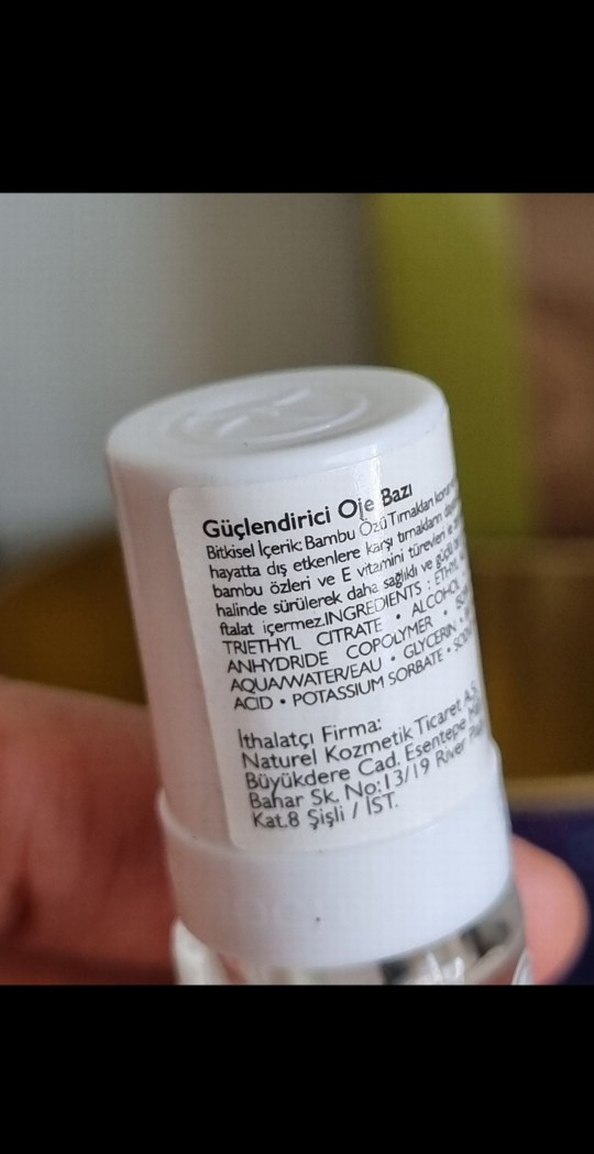 Güçlendirici Oje Bazı
Bitkisel İçerik: Bambu Özü Tırnakları
hayatta dış etkenlere karşı tırnakların
bambu özleri ve E vitamini türevleri
halinde sürülerek daha sağlıklı ve
ftalat içermez.INGREDIENTS :
TRIETHYL CITRATE • ALCOHOL
ANHYDRIDE COPOLYMER •
AQUA/WATER/EAU • GLYCERIN •
ACID • POTASSIUM SORBATE •
İthalatçı Firma:
Naturel Kozmetik Ticaret A.Ş.
Büyükdere Cad. Esentepe
Bahar Sk. No:13/19 River
Kat.8 Şişli / İST.